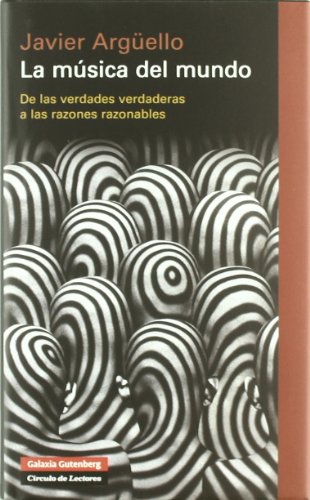 Javier Argüello
La música del mundo
De las verdades verdaderas
a las razones razonables
Galaxia Gutenberg
Círculo de Lectores